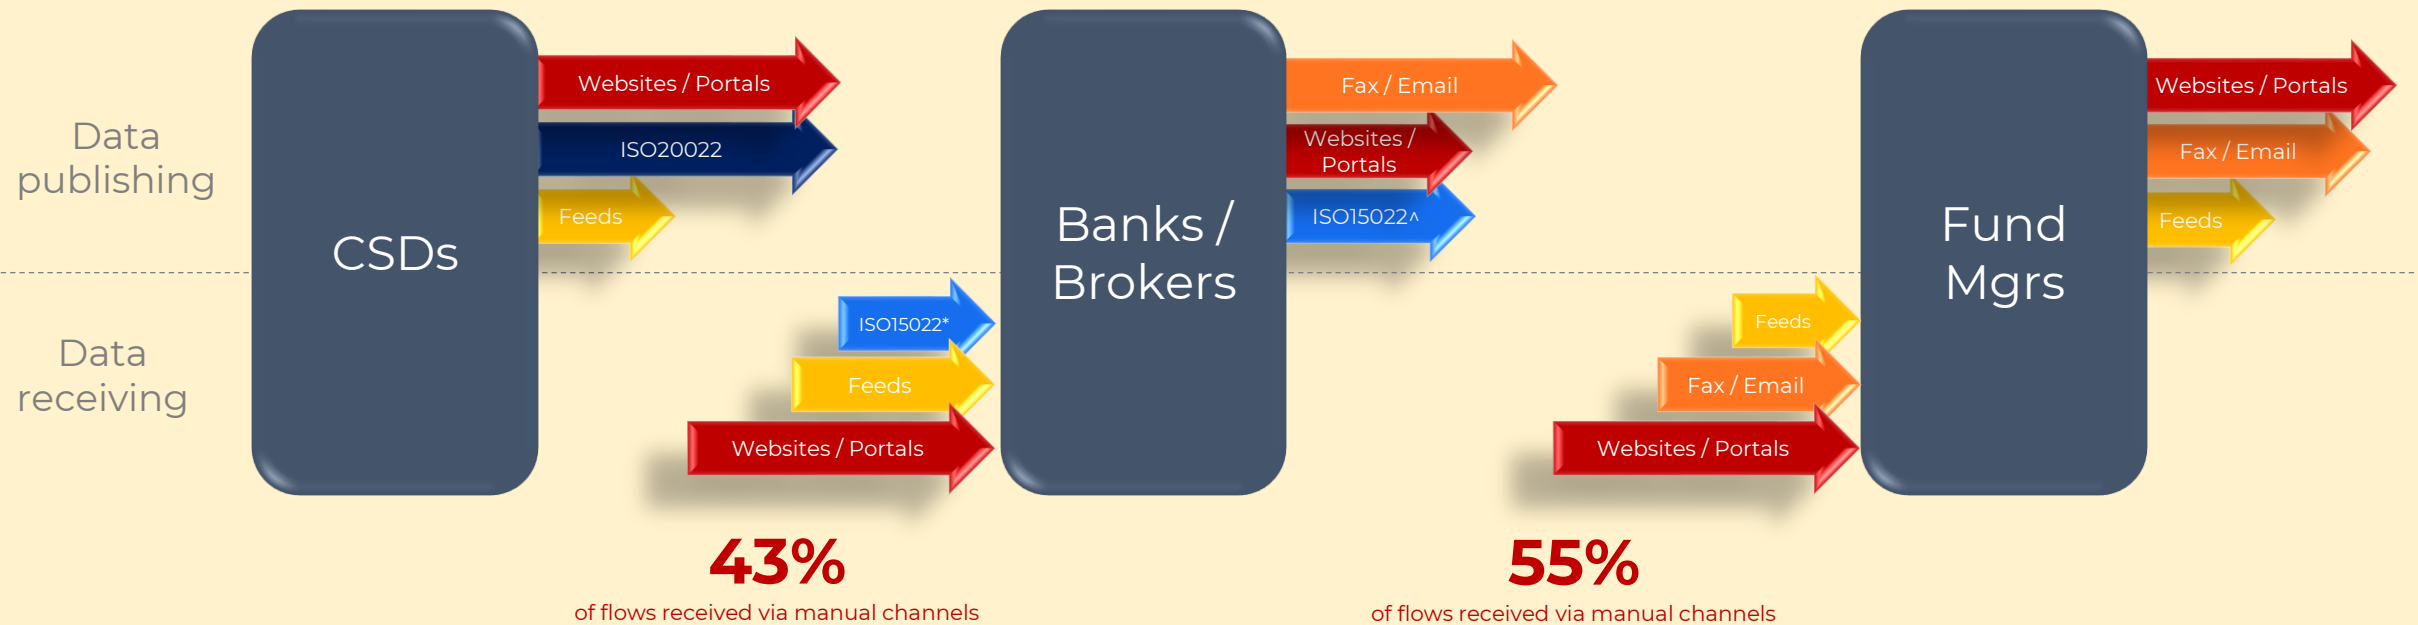 Data
publishing
Data
receiving
CSDs
Websites / Portals
ISO20022
Feeds
ISO15022*
Feeds
Websites / Portals
43%
of flows received via manual channels
Banks /
Brokers
Fax / Email
Websites /
Portals
ISO15022^
Feeds
Fax / Email
Websites / Portals
55%
of flows received via manual channels
Fund
Mgrs
Websites / Portals
Fax / Email
Feeds